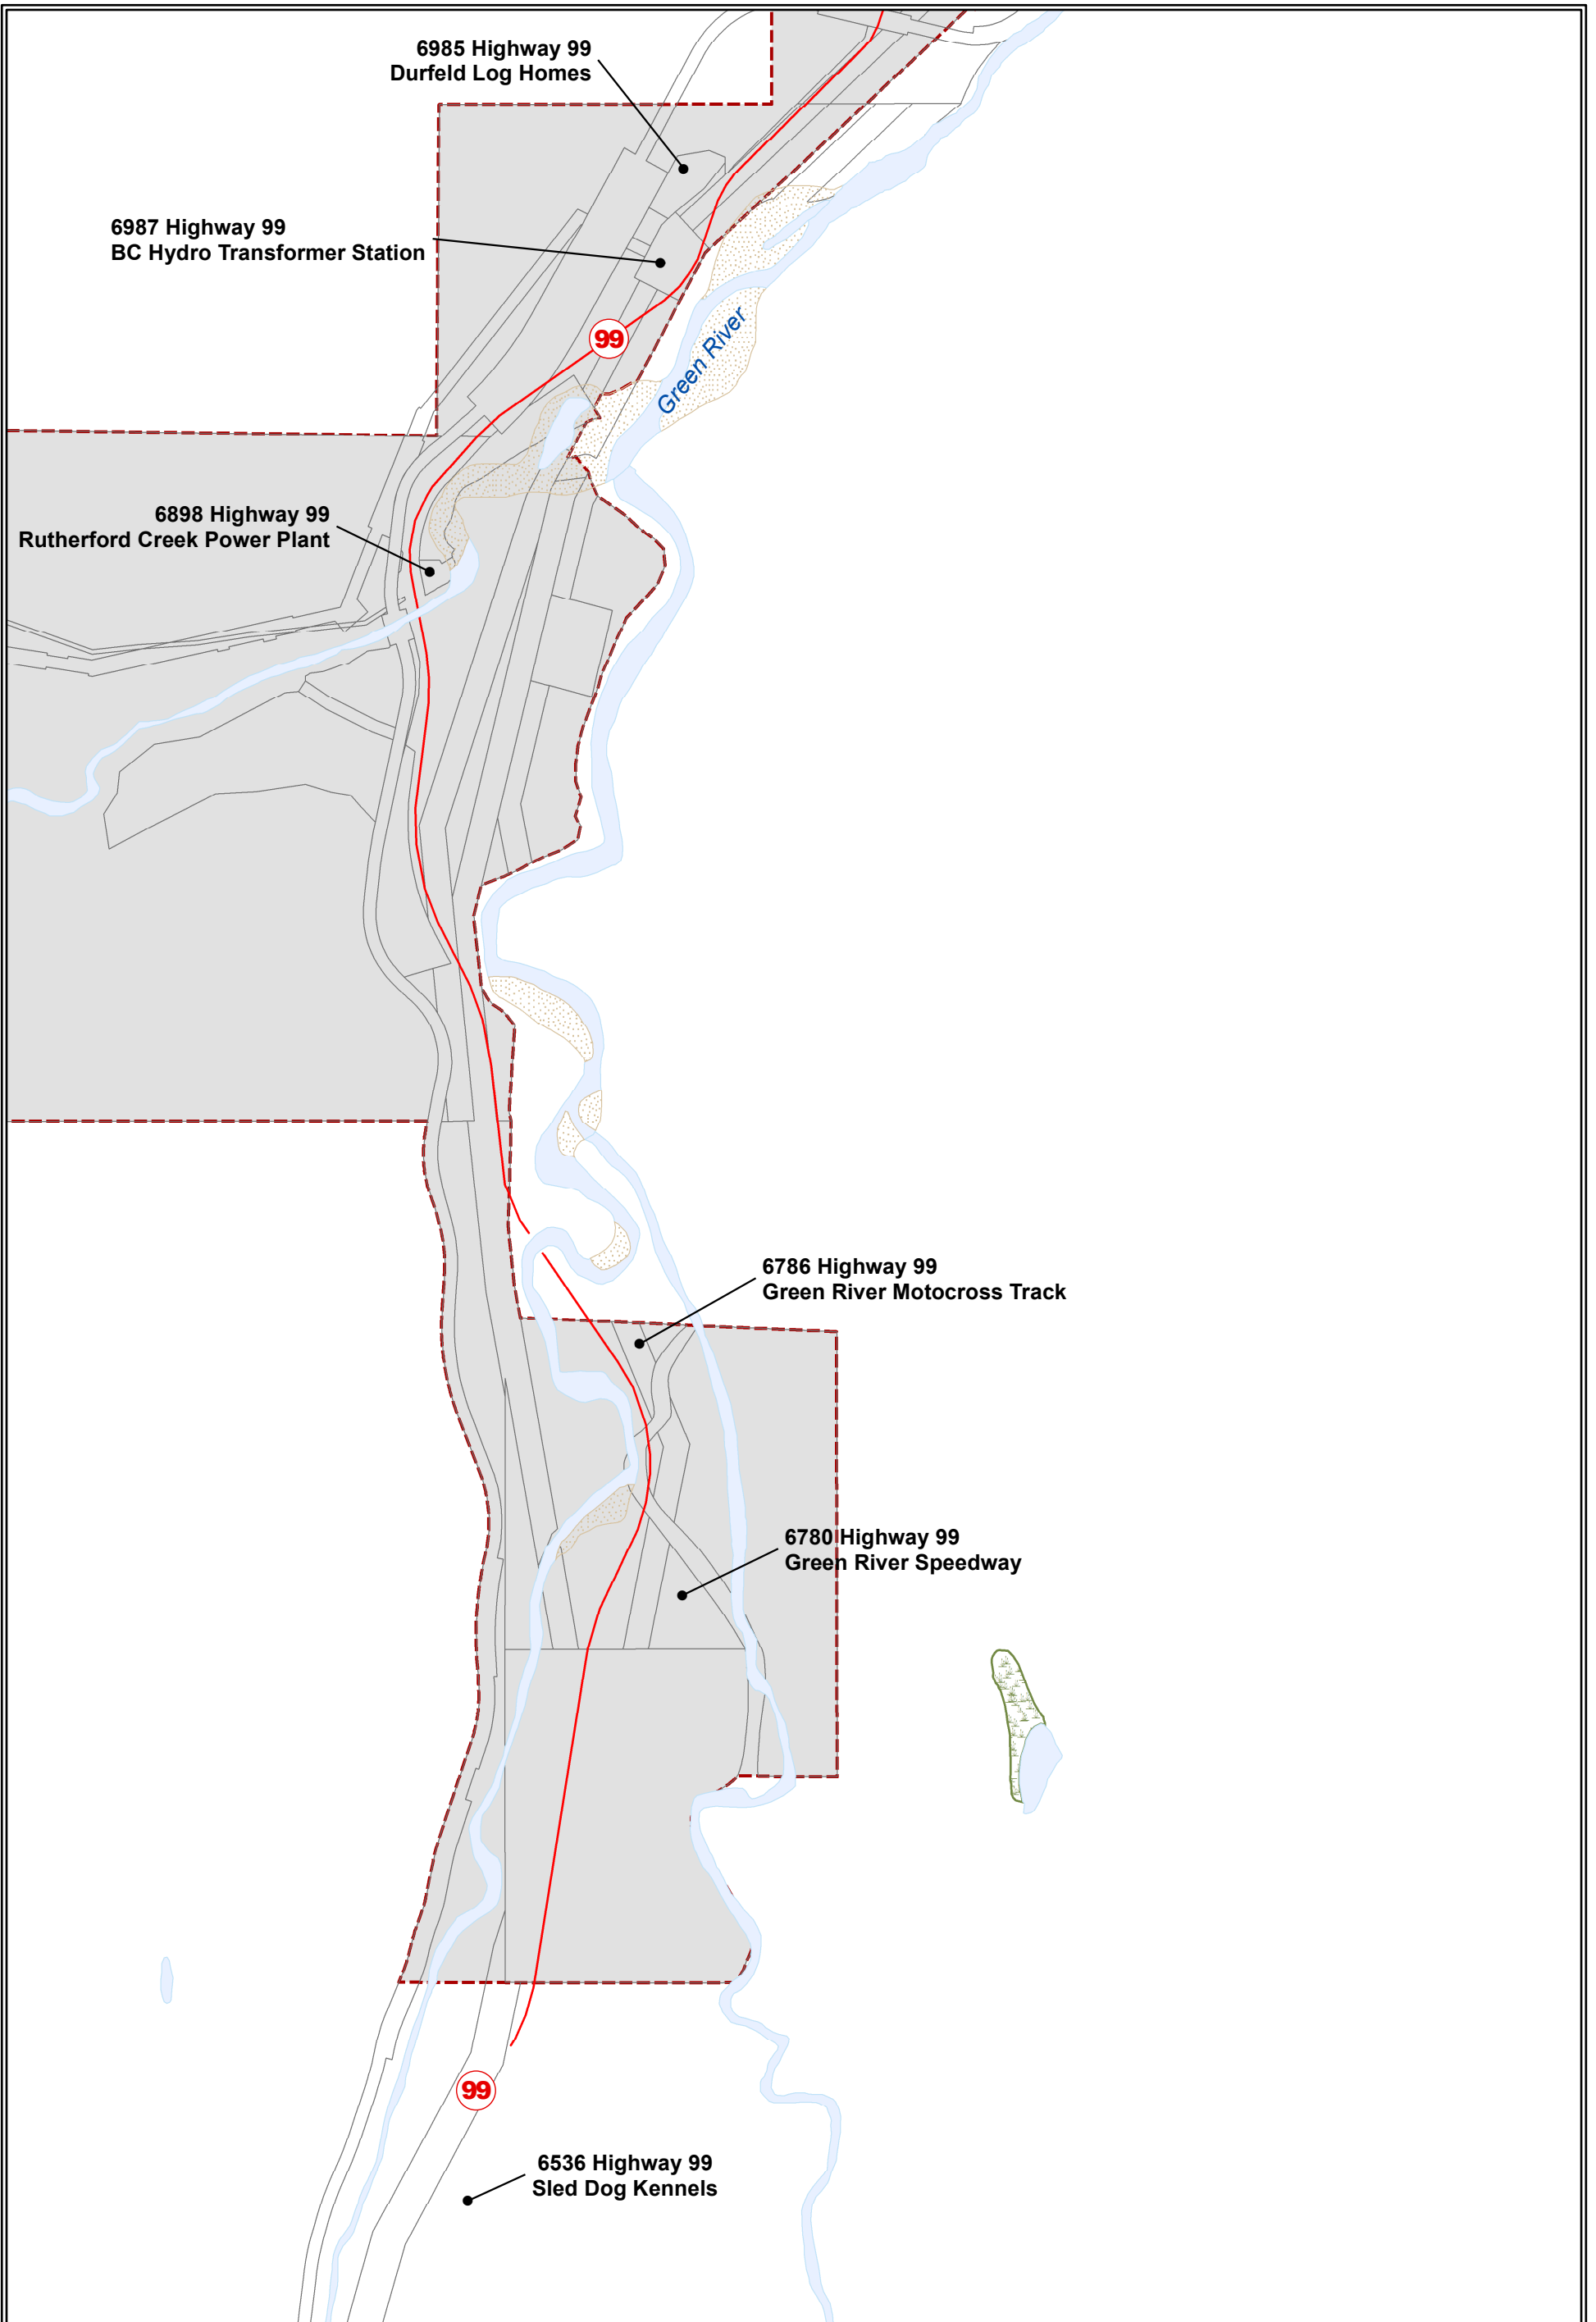 6985 Highway 99
Durfeld Log Homes
6987 Highway 99
BC Hydro Transformer Station
99
Green River
6898 Highway 99
Rutherford Creek Power Plant
6786 Highway 99
Green River Motocross Track
6780 Highway 99
Green River Speedway
99
6536 Highway 99
Sled Dog Kennels